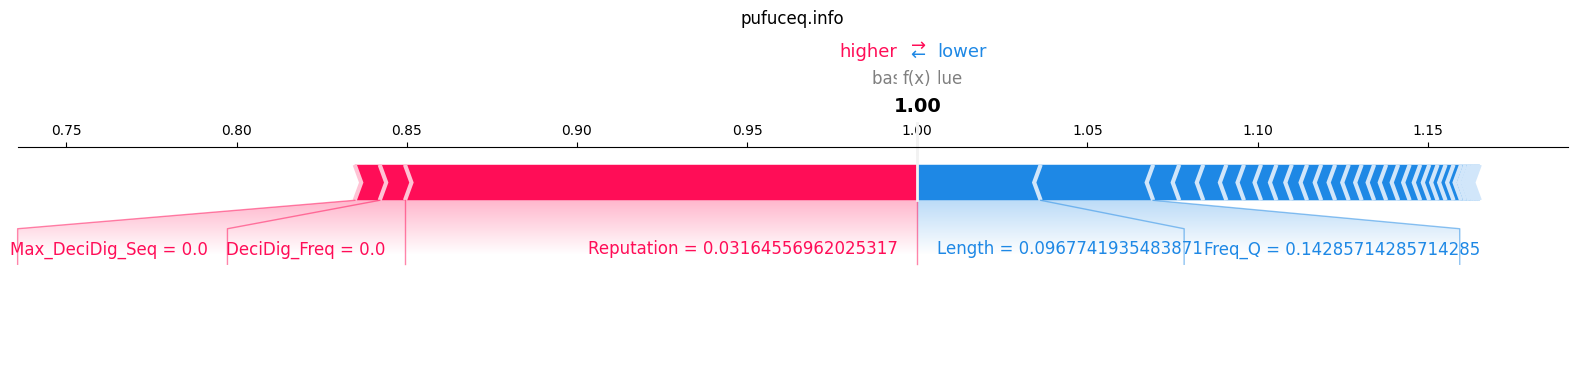 pufuceq.info
higher → ← lower
bas f(x) lue
1.00
0.75 0.80 0.85 0.90 0.95 1.00 1.05 1.10 1.15
Max_DeciDig_Seq = 0.0 DeciDig_Freq = 0.0 Reputation = 0.03164556962025317 Length = 0.0967741935483871 Freq_Q = 0.14285714285714285